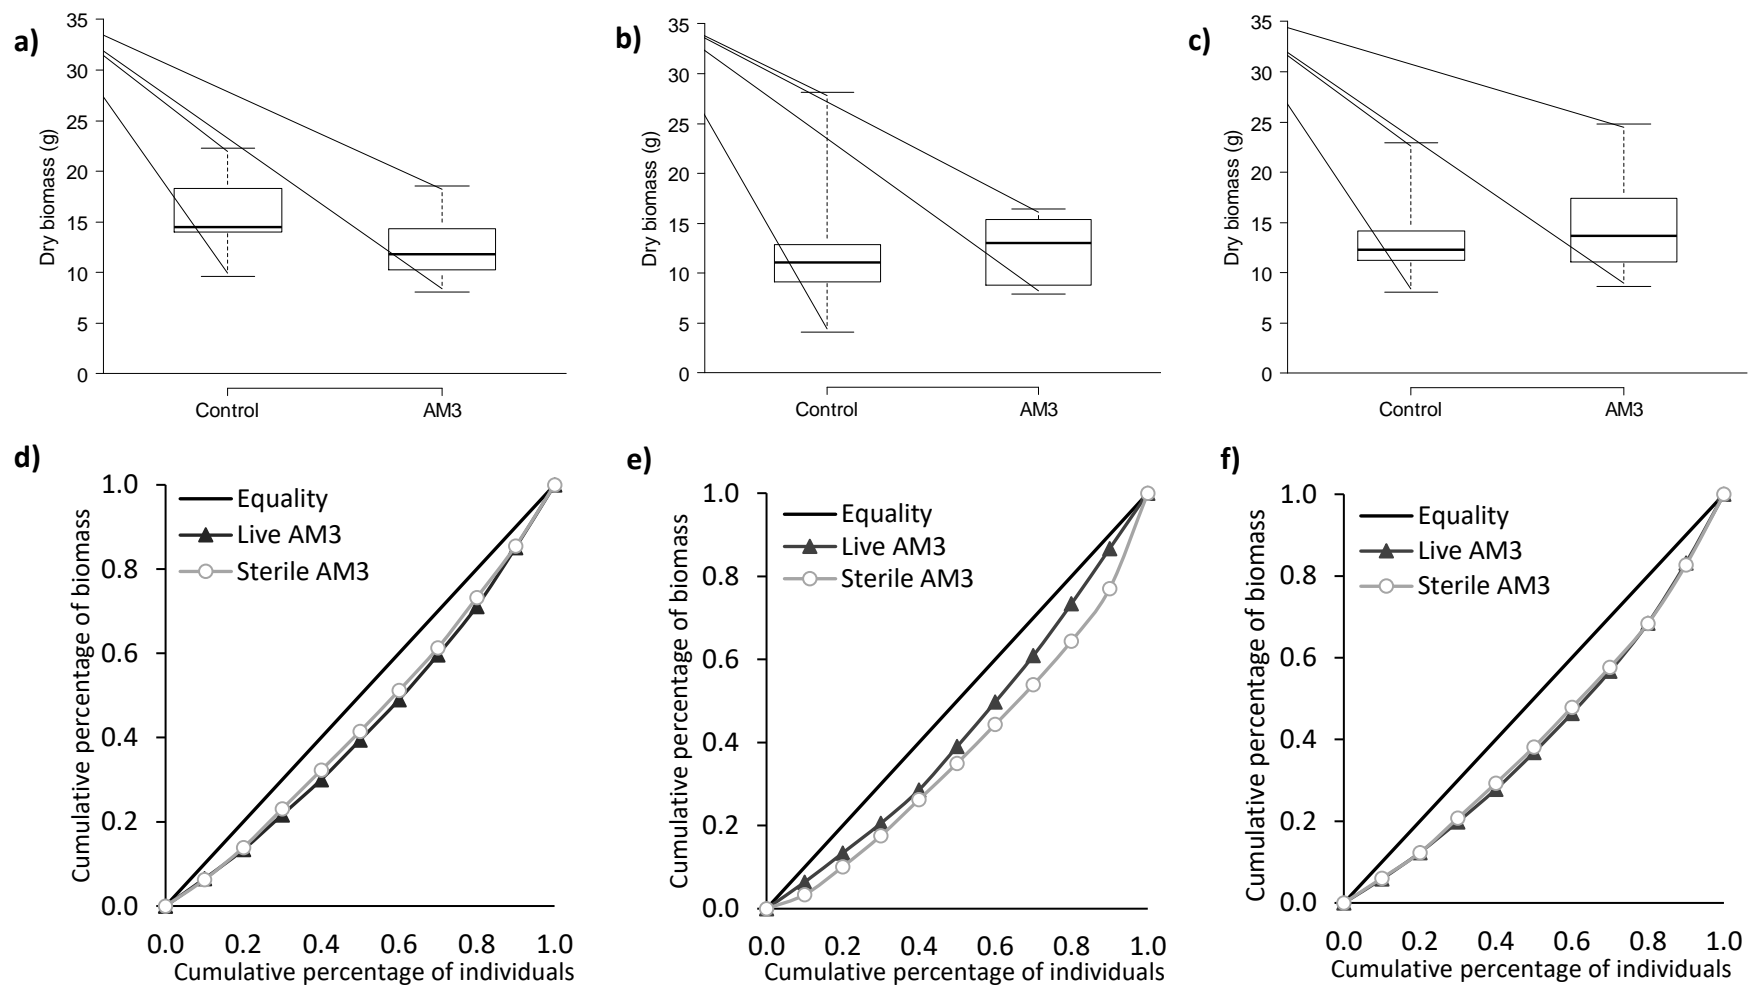 a)
35
30
25
20
15
10
5
0
Dry biomass (g)
Control
AM3
b)
35
30
25
20
15
10
5
0
Dry biomass (g)
Control
AM3
c)
35
30
25
20
15
10
5
0
Dry biomass (g)
Control
AM3
d)
1.0
0.8
0.6
0.4
0.2
0.0
Cumulative percentage of biomass
Equality
Live AM3
Sterile AM3
0.0 0.2 0.4 0.6 0.8 1.0
Cumulative percentage of individuals
e)
1.0
0.8
0.6
0.4
0.2
0.0
Cumulative percentage of biomass
Equality
Live AM3
Sterile AM3
0.0 0.2 0.4 0.6 0.8 1.0
Cumulative percentage of individuals
f)
1.0
0.8
0.6
0.4
0.2
0.0
Cumulative percentage of biomass
Equality
Live AM3
Sterile AM3
0.0 0.2 0.4 0.6 0.8 1.0
Cumulative percentage of individuals